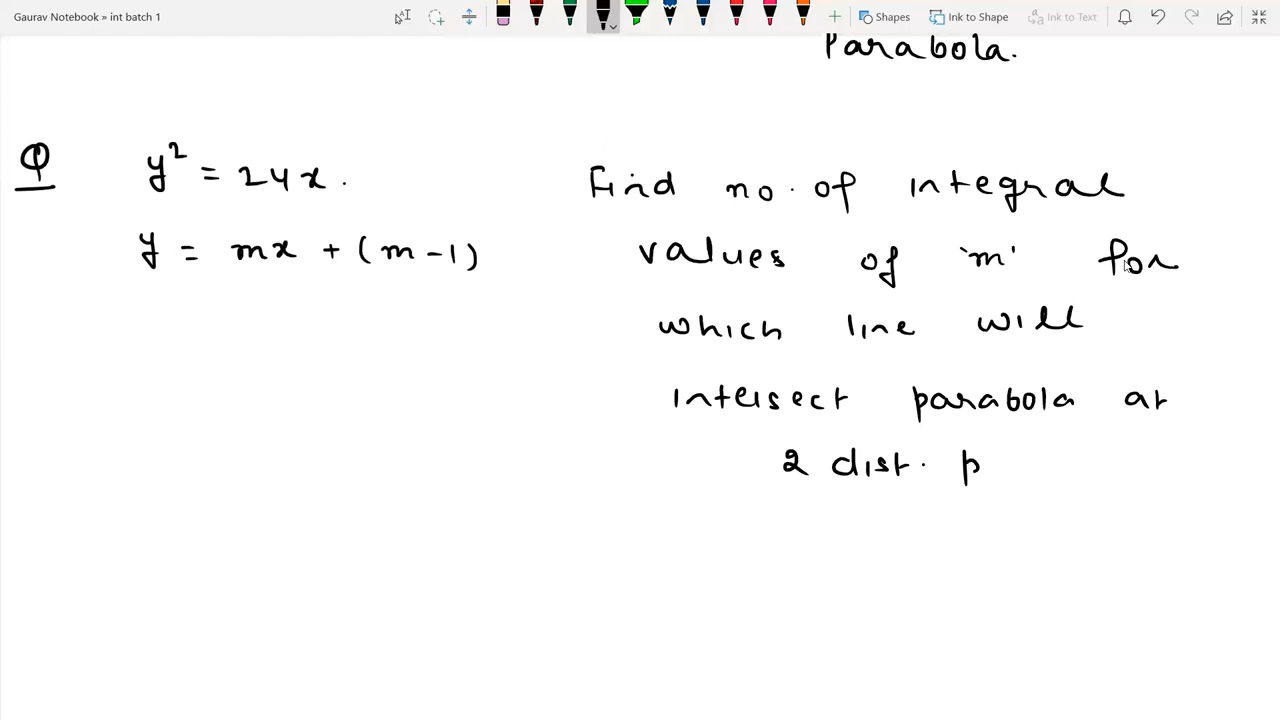 Gaurav Notebook » int batch 1
Shapes Ink to Shape Ink to Text
Parabola.
Q y² = 24x. Find no. of integral
y = mx + (m-1) values of 'm' for
which line will
intersect parabola at
2 dist. p